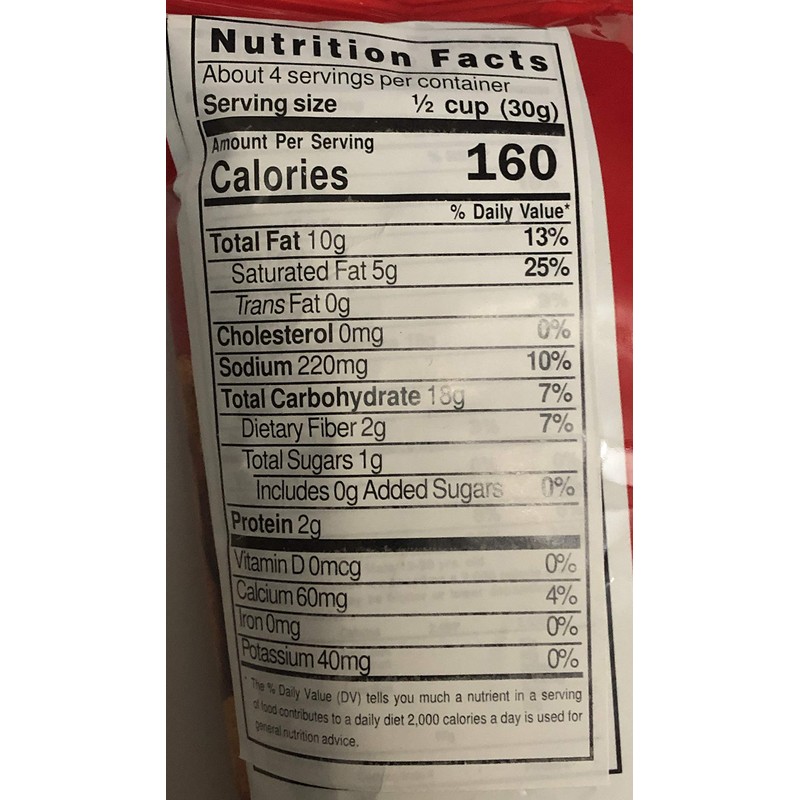 Nutrition Facts
About 4 servings per container
Serving size ½ cup (30g)
Amount Per Serving
Calories 160
% Daily Value*
Total Fat 10g 13%
Saturated Fat 5g 25%
Trans Fat 0g
Cholesterol 0mg 0%
Sodium 220mg 10%
Total Carbohydrate 18g 7%
Dietary Fiber 2g 7%
Total Sugars 1g
Includes 0g Added Sugars 0%
Protein 2g
Vitamin D 0mcg 0%
Calcium 60mg 4%
Iron 0mg 0%
Potassium 40mg 0%
* The % Daily Value (DV) tells you much a nutrient in a serving
of food contributes to a daily diet 2,000 calories a day is used for
general nutrition advice.